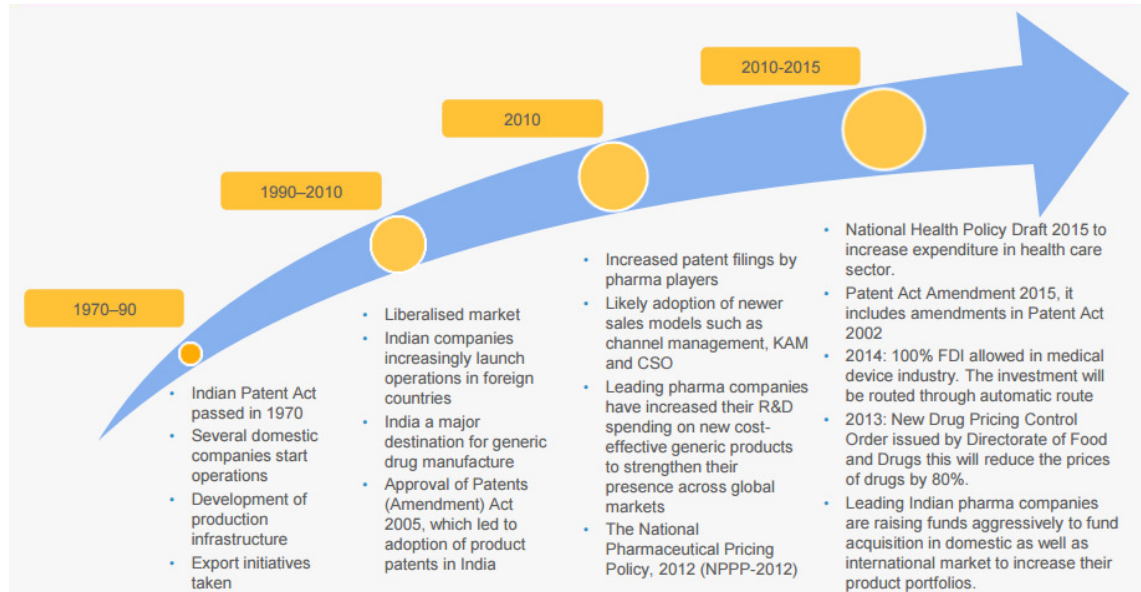 1970–90
• Indian Patent Act
passed in 1970
• Several domestic
companies start
operations
• Development of
production
infrastructure
• Export initiatives
taken
1990–2010
• Liberalised market
• Indian companies
increasingly launch
operations in foreign
countries
• India a major
destination for generic
drug manufacture
• Approval of Patents
(Amendment) Act
2005, which led to
adoption of product
patents in India
2010
• Increased patent filings by
pharma players
• Likely adoption of newer
sales models such as
channel management, KAM
and CSO
• Leading pharma companies
have increased their R&D
spending on new cost-
effective generic products
to strengthen their
presence across global
markets
• The National
Pharmaceutical Pricing
Policy, 2012 (NPPP-2012)
2010-2015
• National Health Policy Draft 2015 to
increase expenditure in health care
sector.
• Patent Act Amendment 2015, it
includes amendments in Patent Act
2002
• 2014: 100% FDI allowed in medical
device industry. The investment will
be routed through automatic route
• 2013: New Drug Pricing Control
Order issued by Directorate of Food
and Drugs this will reduce the prices
of drugs by 80%.
• Leading Indian pharma companies
are raising funds aggressively to fund
acquisition in domestic as well as
international market to increase their
product portfolios.